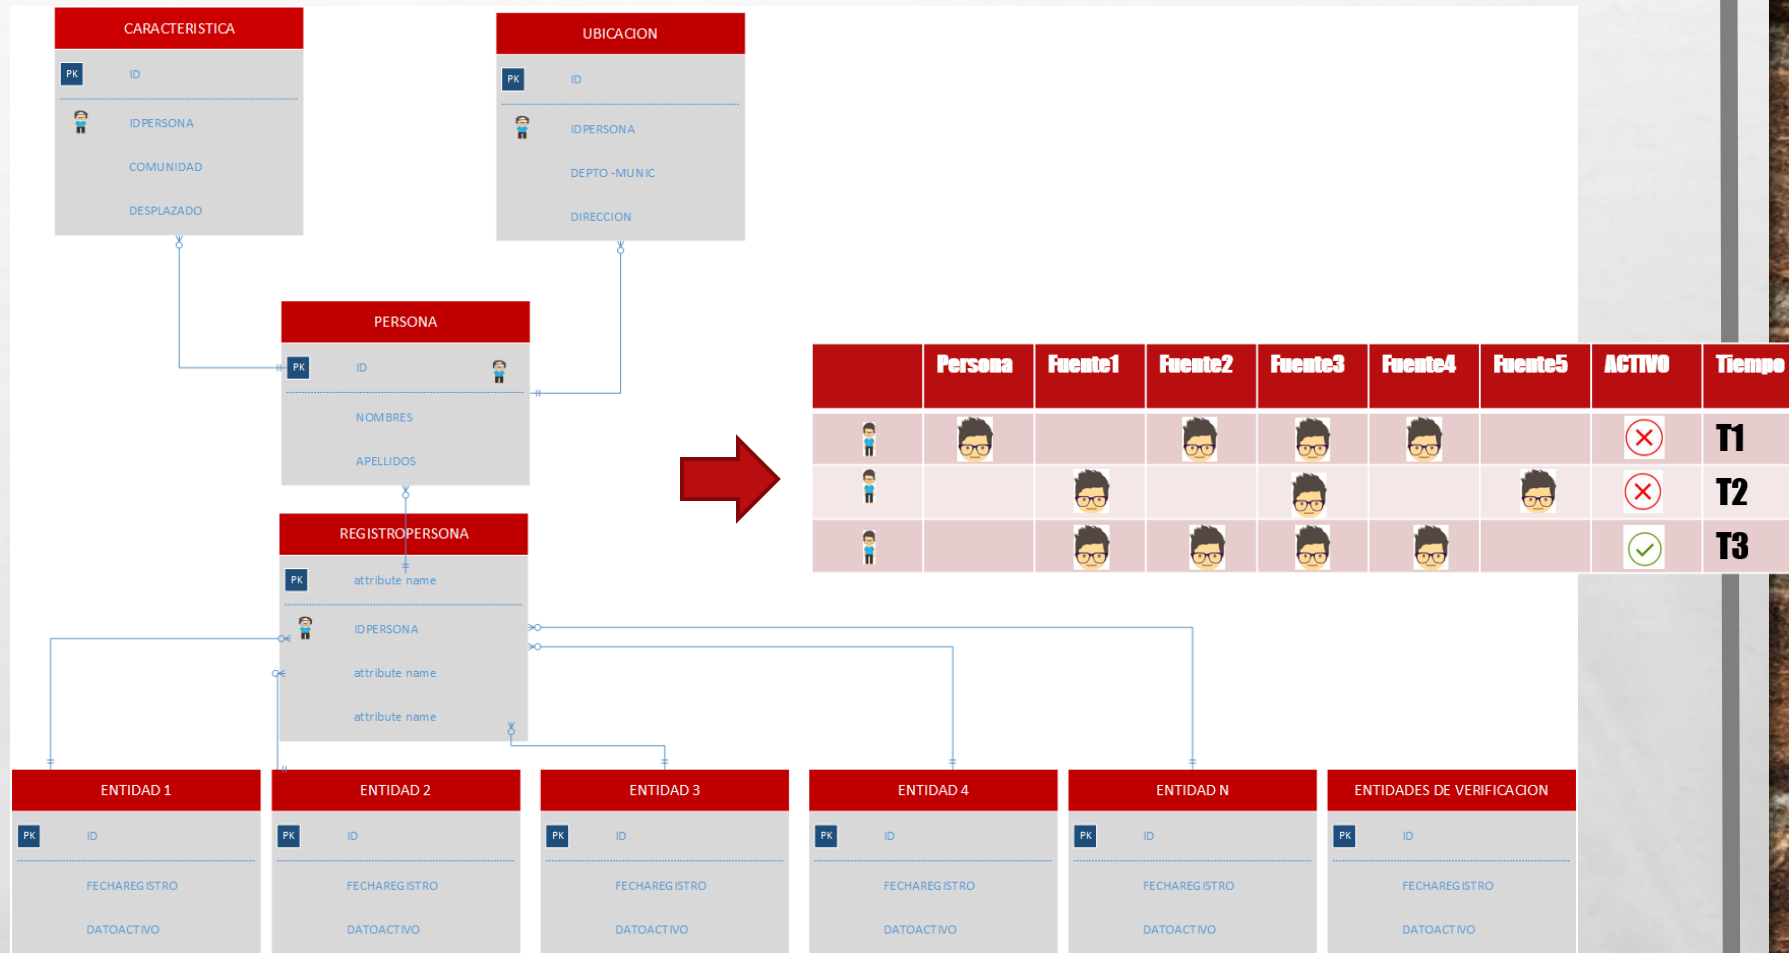 CARACTERISTICA
PK ID
IDPERSONA
COMUNIDAD
DESPLAZADO
UBICACION
PK ID
IDPERSONA
DEPTO -MUNIC
DIRECCION
PERSONA
PK ID
NOMBRES
APELLIDOS
REGISTROPERSONA
PK attribute name
IDPERSONA
attribute name
attribute name
Persona Fuente1 Fuente2 Fuente3 Fuente4 Fuente5 ACTIVO Tiempo
T1
T2
T3
ENTIDAD 1
PK ID
FECHAREGISTRO
DATOACTIVO
ENTIDAD 2
PK ID
FECHAREGISTRO
DATOACTIVO
ENTIDAD 3
PK ID
FECHAREGISTRO
DATOACTIVO
ENTIDAD 4
PK ID
FECHAREGISTRO
DATOACTIVO
ENTIDAD N
PK ID
FECHAREGISTRO
DATOACTIVO
ENTIDADES DE VERIFICACION
PK ID
FECHAREGISTRO
DATOACTIVO